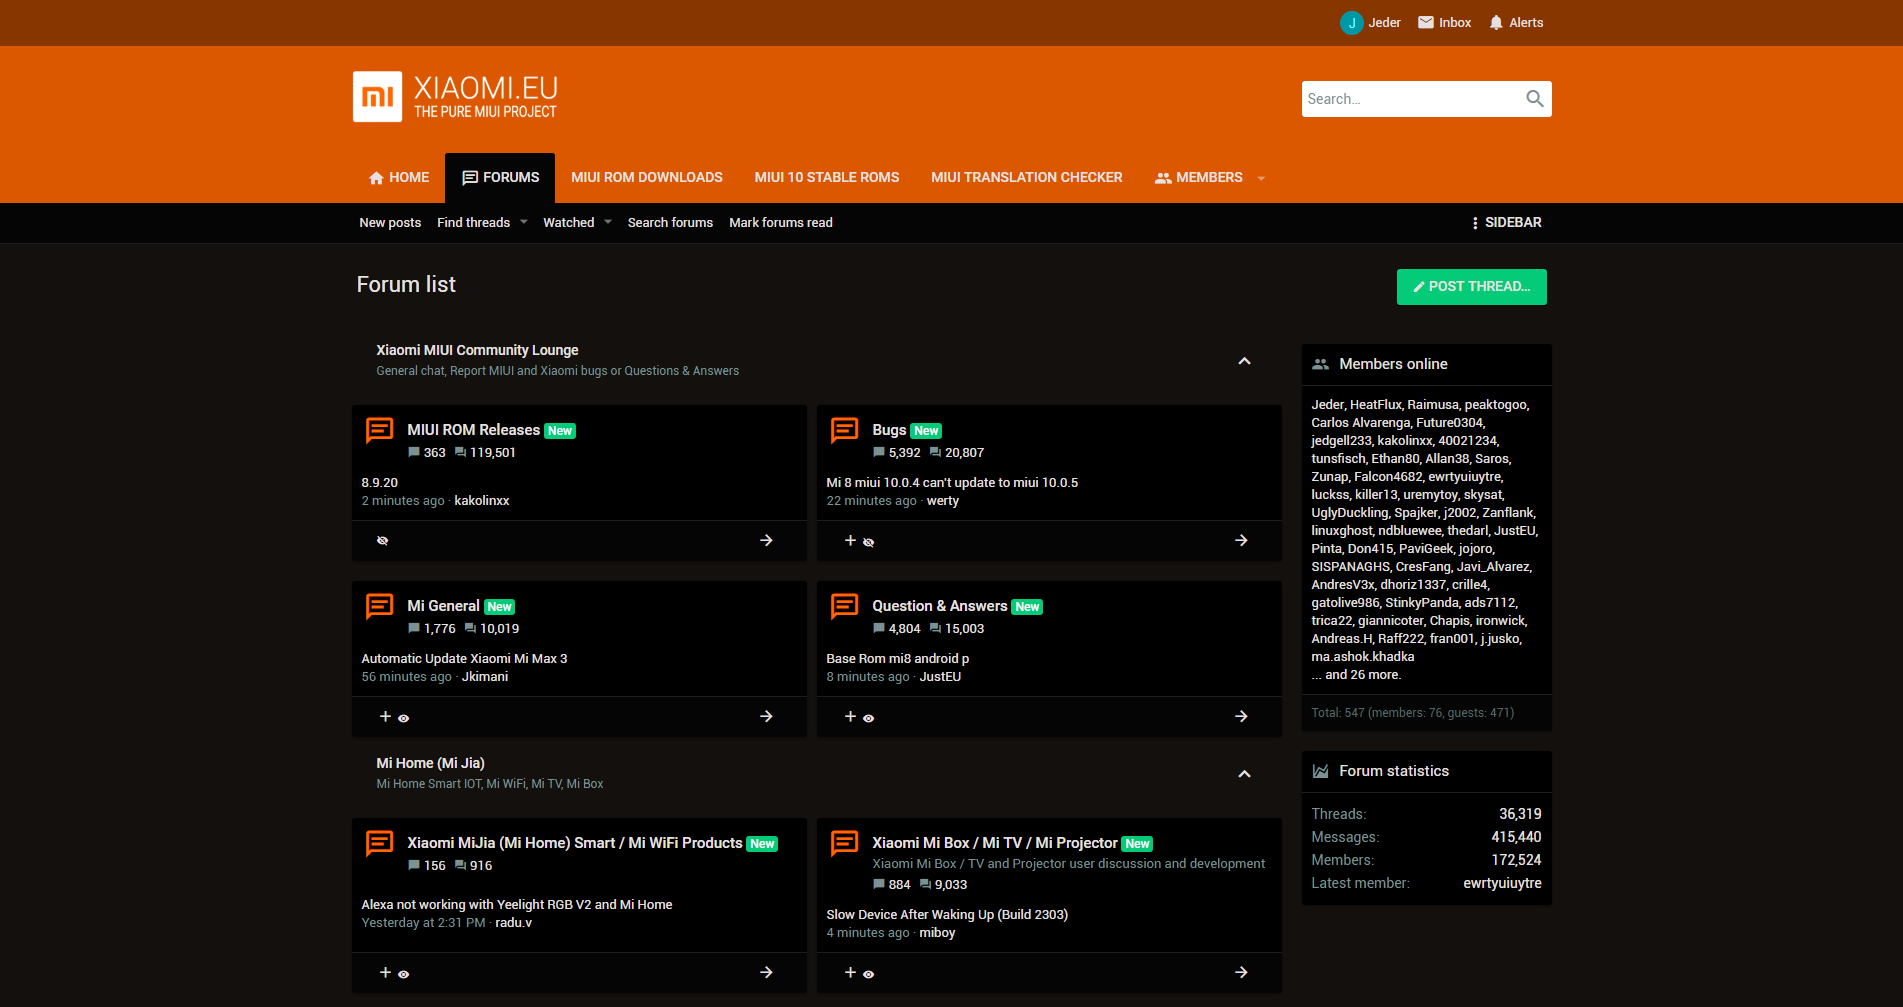 J Jeder Inbox Alerts
mi XIAOMI.EU
THE PURE MIUI PROJECT
Search...
HOME FORUMS MIUI ROM DOWNLOADS MIUI 10 STABLE ROMS MIUI TRANSLATION CHECKER MEMBERS
New posts Find threads Watched Search forums Mark forums read SIDEBAR
Forum list
POST THREAD...
Xiaomi MIUI Community Lounge
General chat, Report MIUI and Xiaomi bugs or Questions & Answers
MIUI ROM Releases New
363 119,501
8.9.20
2 minutes ago · kakolinxx
Bugs New
5,392 20,807
Mi 8 miui 10.0.4 can't update to miui 10.0.5
22 minutes ago · werty
Mi General New
1,776 10,019
Automatic Update Xiaomi Mi Max 3
56 minutes ago · Jkimani
Question & Answers New
4,804 15,003
Base Rom mi8 android p
8 minutes ago · JustEU
Mi Home (Mi Jia)
Mi Home Smart IOT, Mi WiFi, Mi TV, Mi Box
Xiaomi MiJia (Mi Home) Smart / Mi WiFi Products New
156 916
Alexa not working with Yeelight RGB V2 and Mi Home
Yesterday at 2:31 PM · radu.v
Xiaomi Mi Box / Mi TV / Mi Projector New
Xiaomi Mi Box / TV and Projector user discussion and development
884 9,033
Slow Device After Waking Up (Build 2303)
4 minutes ago · miboy
Members online
Jeder, HeatFlux, Raimusa, peaktogoo,
Carlos Alvarenga, Future0304,
jedgell233, kakolinxx, 40021234,
tunsfisch, Ethan80, Allan38, Saros,
Zunap, Falcon4682, ewrtyuiuytre,
luckss, killer13, uremytoy, skysat,
UglyDuckling, Spajker, j2002, Zanflank,
linuxghost, ndbluewee, thedarl, JustEU,
Pinta, Don415, PaviGeek, jojoro,
SISPANAGHS, CresFang, Javi_Alvarez,
AndresV3x, dhoriz1337, crille4,
gatolive986, StinkyPanda, ads7112,
trica22, giannicoter, Chapis, ironwick,
Andreas.H, Raff222, fran001, j.jusko,
ma.ashok.khadka
... and 26 more.
Total: 547 (members: 76, guests: 471)
Forum statistics
Threads: 36,319
Messages: 415,440
Members: 172,524
Latest member: ewrtyuiuytre